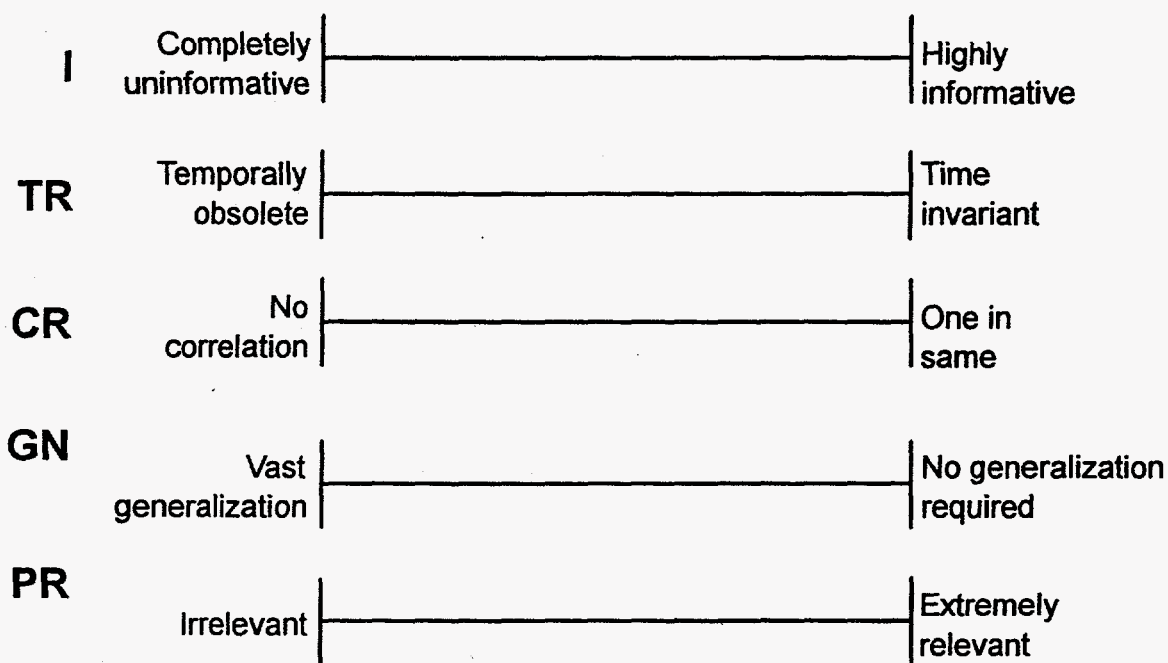 I
Completely
uninformative
Highly
informative
TR
Temporally
obsolete
Time
invariant
CR
No
correlation
One in
same
GN
Vast
generalization
No generalization
required
PR
Irrelevant
Extremely
relevant